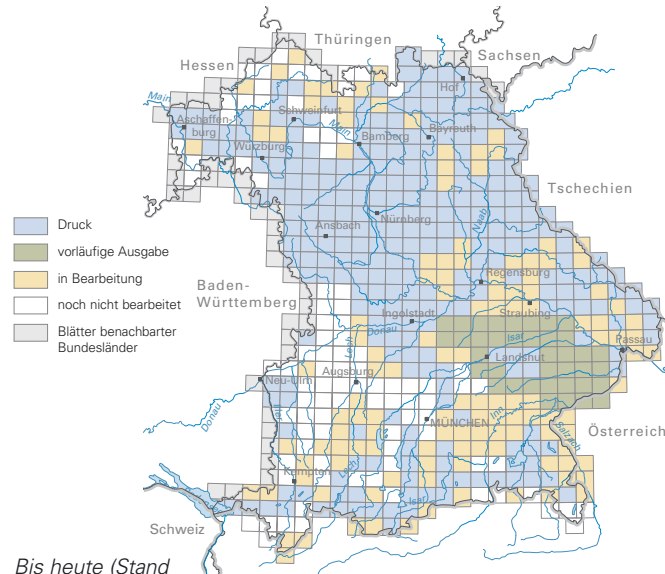 Thüringen
Sachsen
Hessen
Hof
Main
Schweinfurt
Aschaffen-
burg
Main
Bayreuth
Bamberg
Würzburg
Tschechien
Druck
Nürnberg
Naab
Ansbach
vorläufige Ausgabe
in Bearbeitung
Regensburg
Baden-
Württemberg
noch nicht bearbeitet
Ingolstadt
Straubing
Donau
Isar
Blätter benachbarter
Bundesländer
Passau
Lech
Landshut
Neu-Ulm
Augsburg
Donau
Iller
Inn
MÜNCHEN
Salzach
Österreich
Kempten
Lech
Isar
Schweiz
Bis heute (Stand